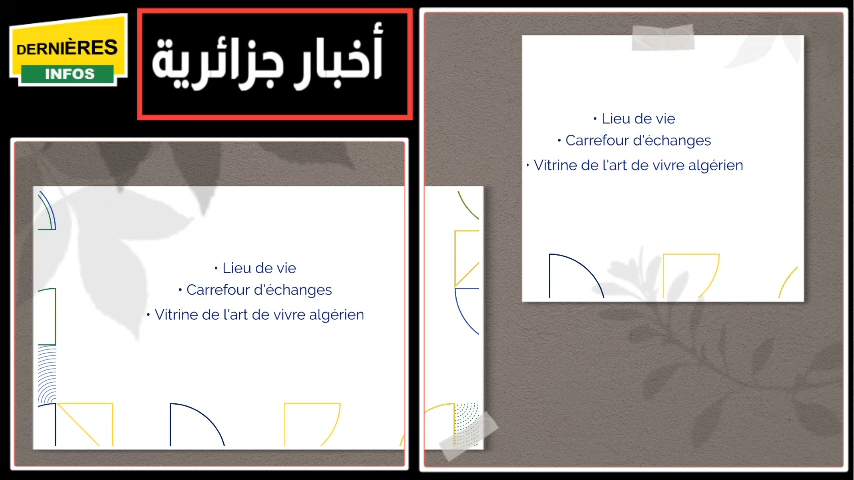 DERNIÈRES
INFOS
أخبار جزائرية
• Lieu de vie
• Carrefour d'échanges
• Vitrine de l'art de vivre algérien
• Lieu de vie
• Carrefour d'échanges
• Vitrine de l'art de vivre algérien